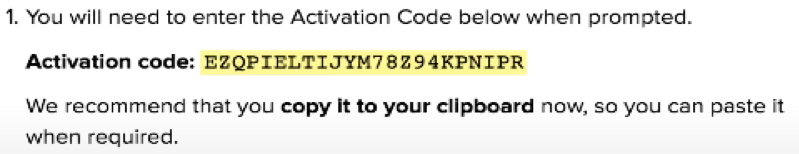 1. You will need to enter the Activation Code below when prompted.
Activation code: EZQPIELTIJYM78Z94KPNIPR
We recommend that you copy it to your clipboard now, so you can paste it
when required.